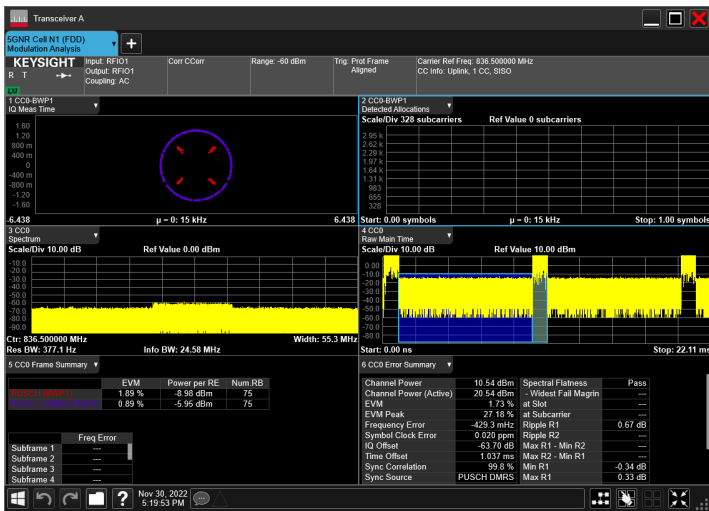 Transceiver A
5GNR Cell N1 (FDD)
Modulation Analysis
KEYSIGHT
R T
LXI
Input: RFIO1
Output: RFIO1
Coupling: AC
Corr CCorr
Range: -60 dBm
Trig: Prot Frame
Aligned
Carrier Ref Freq: 836.500000 MHz
CC Info: Uplink, 1 CC, SISO
1 CC0-BWP1
IQ Meas Time
1.60
1.20
800 m
400 m
0
-400 m
-800 m
-1.20
-1.60
-6.438
µ – 0: 15 kHz
6.438
2 CC0-BWP1
Detected Allocations
Scale/Div 328 subcarriers
Ref Value 0 subcarriers
2.95 k
2.62 k
2.29 k
1.97 k
1.64 k
1.31 k
983
655
328
Start: 0.00 symbols
µ – 0: 15 kHz
Stop: 1.00 symbols
3 CC0
Spectrum
Scale/Div 10.00 dB
Ref Value 0.00 dBm
-10.0
-20.0
-30.0
-40.0
-50.0
-60.0
-70.0
-80.0
-90.0
Ctr: 836.500000 MHz
Width: 55.3 MHz
Res BW: 377.1 Hz
Info BW: 24.58 MHz
4 CC0
Raw Main Time
Scale/Div 10.00 dB
Ref Value 10.00 dBm
0.00
-10.0
-20.0
-30.0
-40.0
-50.0
-60.0
-70.0
-80.0
Start: 0.00 ns
Stop: 22.11 ms
5 CC0 Frame Summary
EVM Power per RE Num.RB
1.89 % -8.98 dBm 75
0.89 % -5.95 dBm 75
Freq Error
Subframe 1 ---
Subframe 2 ---
Subframe 3 ---
Subframe 4 ---
6 CC0 Error Summary
Channel Power 10.54 dBm Spectral Flatness Pass
Channel Power (Active) 20.54 dBm - Widest Fail Magrin ---
EVM 1.73 % at Slot ---
EVM Peak 27.18 % at Subcarrier ---
Frequency Error -429.3 mHz Ripple R1 0.67 dB
Symbol Clock Error 0.020 ppm Ripple R2 ---
IQ Offset -63.70 dB Max R1 - Min R2 ---
Time Offset 1.037 ms Max R2 - Min R1 ---
Sync Correlation 99.8 % Min R1 -0.34 dB
Sync Source PUSCH DMRS Max R1 0.33 dB
Nov 30, 2022
5:19:53 PM